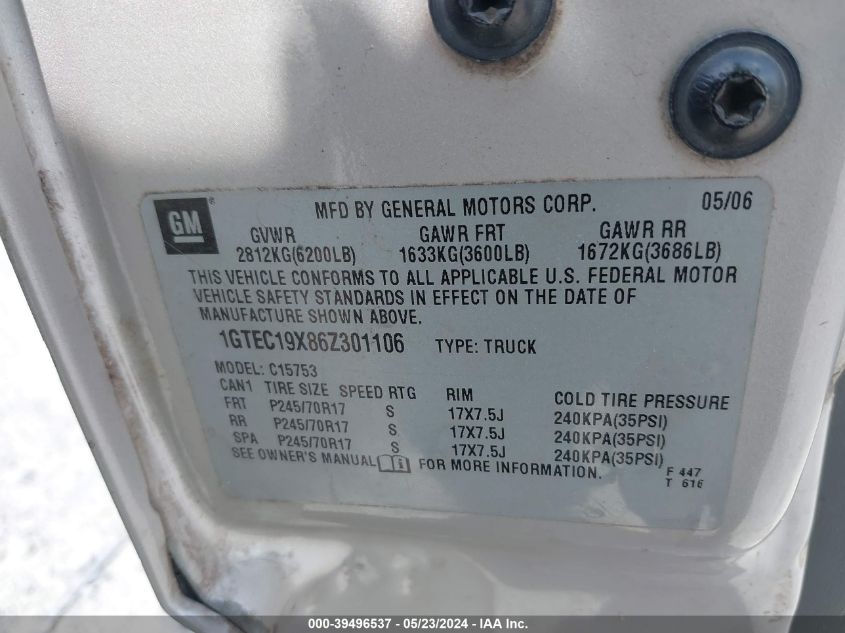 GM
MFD BY GENERAL MOTORS CORP. 05/06
GVWR GAWR FRT GAWR RR
2812KG(6200LB) 1633KG(3600LB) 1672KG(3686LB)
THIS VEHICLE CONFORMS TO ALL APPLICABLE U.S. FEDERAL MOTOR
VEHICLE SAFETY STANDARDS IN EFFECT ON THE DATE OF
MANUFACTURE SHOWN ABOVE.
1GTEC19X86Z301106 TYPE: TRUCK
MODEL: C15753
CAN1 TIRE SIZE SPEED RTG RIM COLD TIRE PRESSURE
FRT P245/70R17 S 17X7.5J 240KPA(35PSI)
RR P245/70R17 S 17X7.5J 240KPA(35PSI)
SPA P245/70R17 S 17X7.5J 240KPA(35PSI)
SEE OWNER'S MANUAL FOR MORE INFORMATION.
F 447
T 616
000-39496537 - 05/23/2024 - IAA Inc.